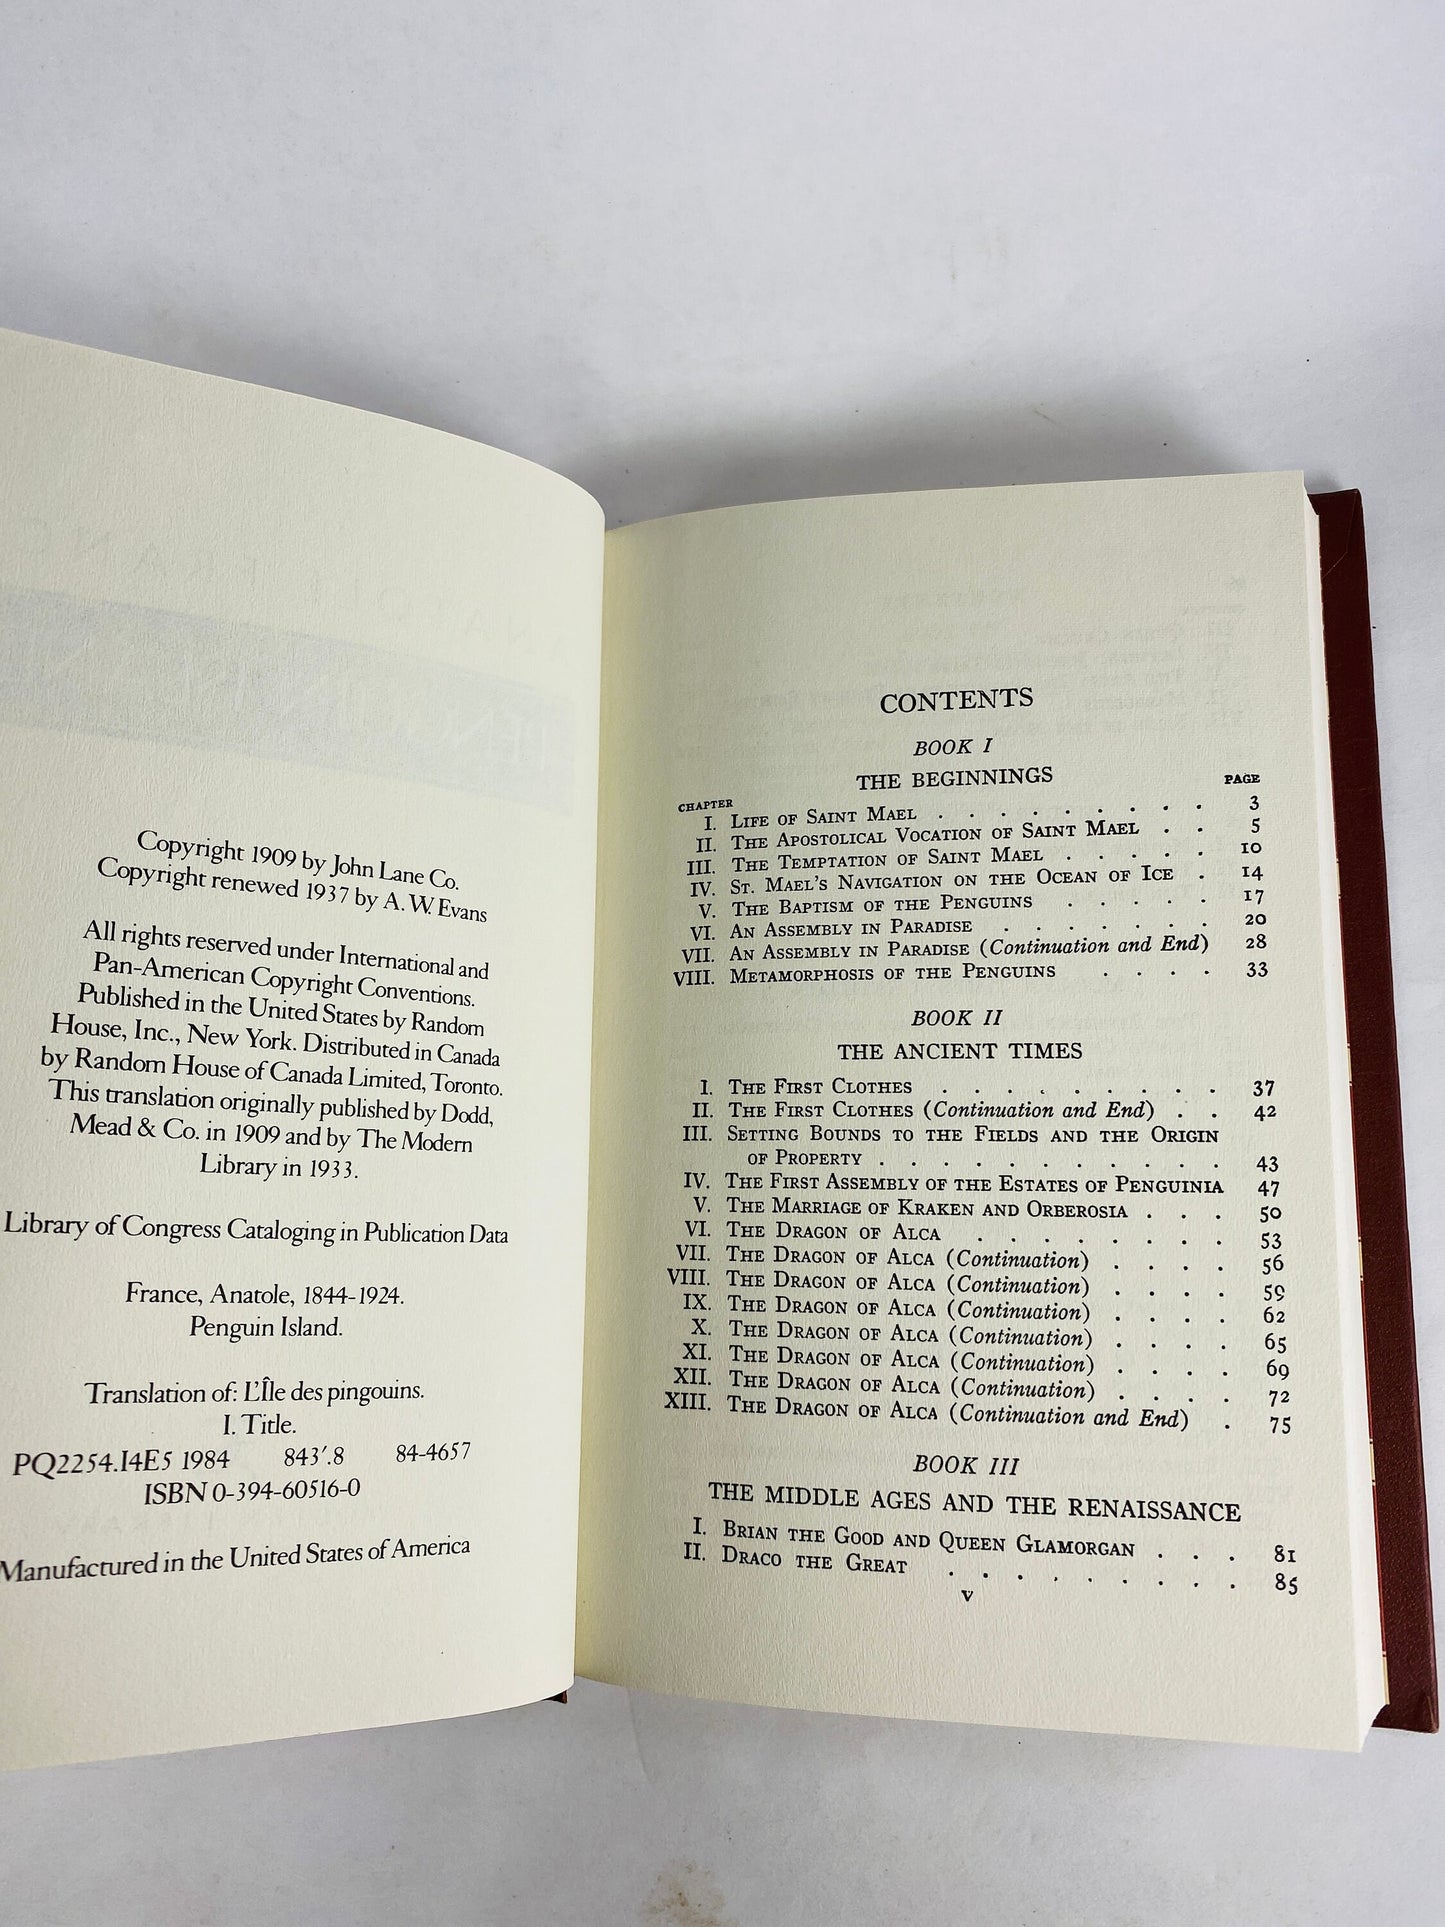 Copyright 1909 by John Lane Co.
Copyright renewed 1937 by A. W. Evans
All rights reserved under International and
Pan-American Copyright Conventions.
Published in the United States by Random
House, Inc., New York. Distributed in Canada
by Random House of Canada Limited, Toronto.
This translation originally published by Dodd,
Mead & Co. in 1909 and by The Modern
Library in 1933.
Library of Congress Cataloging in Publication Data
France, Anatole, 1844-1924.
Penguin Island.
Translation of: L'Île des pingouins.
I. Title.
PQ2254.I4E5 1984 843'.8 84-4657
ISBN 0-394-60516-0
Manufactured in the United States of America
CONTENTS
BOOK I
THE BEGINNINGS
CHAPTER PAGE
I. LIFE OF SAINT MAEL . . . . . . . . . 3
II. THE APOSTOLICAL VOCATION OF SAINT MAEL . . 5
III. THE TEMPTATION OF SAINT MAEL . . . . . 10
IV. ST. MAEL'S NAVIGATION ON THE OCEAN OF ICE . 14
V. THE BAPTISM OF THE PENGUINS . . . . . 17
VI. AN ASSEMBLY IN PARADISE . . . . . . . 20
VII. AN ASSEMBLY IN PARADISE (Continuation and End) 28
VIII. METAMORPHOSIS OF THE PENGUINS . . . . 33
BOOK II
THE ANCIENT TIMES
I. THE FIRST CLOTHES . . . . . . . . . 37
II. THE FIRST CLOTHES (Continuation and End) . . 42
III. SETTING BOUNDS TO THE FIELDS AND THE ORIGIN
OF PROPERTY . . . . . . . . . . . 43
IV. THE FIRST ASSEMBLY OF THE ESTATES OF PENGUINIA 47
V. THE MARRIAGE OF KRAKEN AND ORBEROSIA . . . 50
VI. THE DRAGON OF ALCA . . . . . . . . 53
VII. THE DRAGON OF ALCA (Continuation) . . . . 56
VIII. THE DRAGON OF ALCA (Continuation) . . . . 59
IX. THE DRAGON OF ALCA (Continuation) . . . . 62
X. THE DRAGON OF ALCA (Continuation) . . . . 65
XI. THE DRAGON OF ALCA (Continuation) . . . . 69
XII. THE DRAGON OF ALCA (Continuation) . . . . 72
XIII. THE DRAGON OF ALCA (Continuation and End) . 75
BOOK III
THE MIDDLE AGES AND THE RENAISSANCE
I. BRIAN THE GOOD AND QUEEN GLAMORGAN . . . 81
II. DRACO THE GREAT . . . . . . . . . 85
v